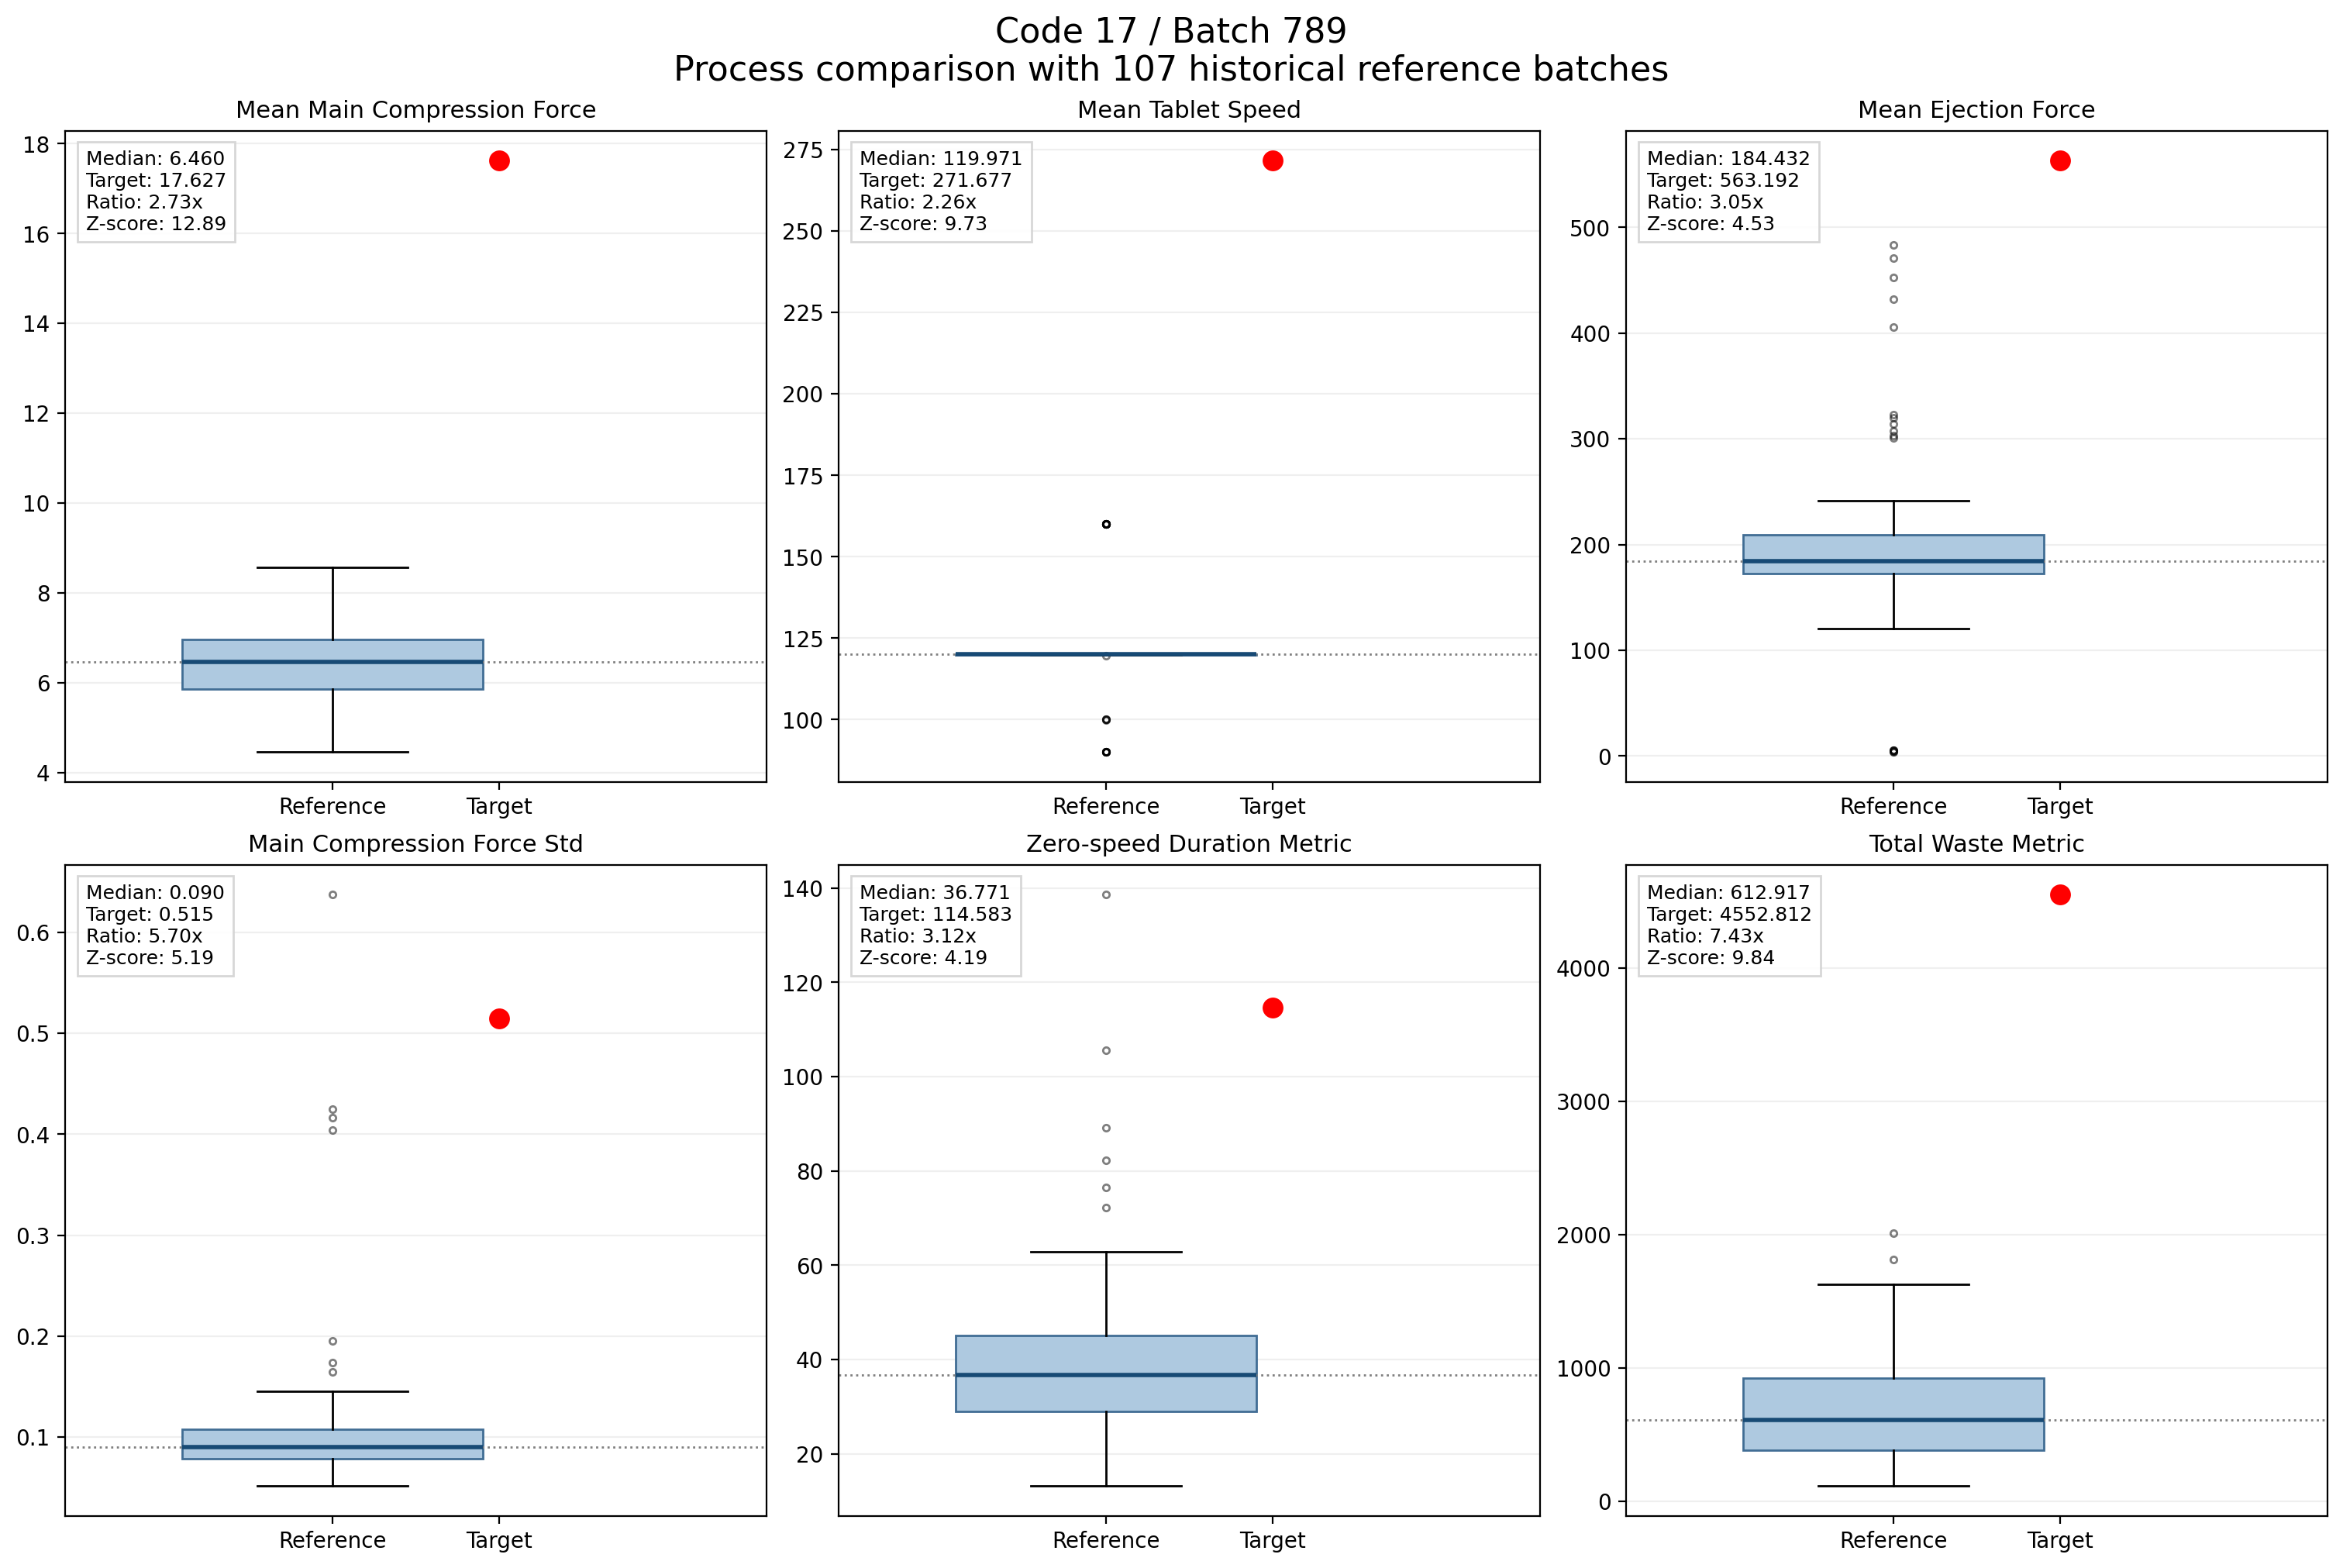 Code 17 / Batch 789
Process comparison with 107 historical reference batches
Mean Main Compression Force
18
16
14
12
10
8
6
4
Median: 6.460
Target: 17.627
Ratio: 2.73x
Z-score: 12.89
Reference
Target
Mean Tablet Speed
275
250
225
200
175
150
125
100
Median: 119.971
Target: 271.677
Ratio: 2.26x
Z-score: 9.73
Reference
Target
Mean Ejection Force
500
400
300
200
100
0
Median: 184.432
Target: 563.192
Ratio: 3.05x
Z-score: 4.53
Reference
Target
Main Compression Force Std
0.6
0.5
0.4
0.3
0.2
0.1
Median: 0.090
Target: 0.515
Ratio: 5.70x
Z-score: 5.19
Reference
Target
Zero-speed Duration Metric
140
120
100
80
60
40
20
Median: 36.771
Target: 114.583
Ratio: 3.12x
Z-score: 4.19
Reference
Target
Total Waste Metric
4000
3000
2000
1000
0
Median: 612.917
Target: 4552.812
Ratio: 7.43x
Z-score: 9.84
Reference
Target